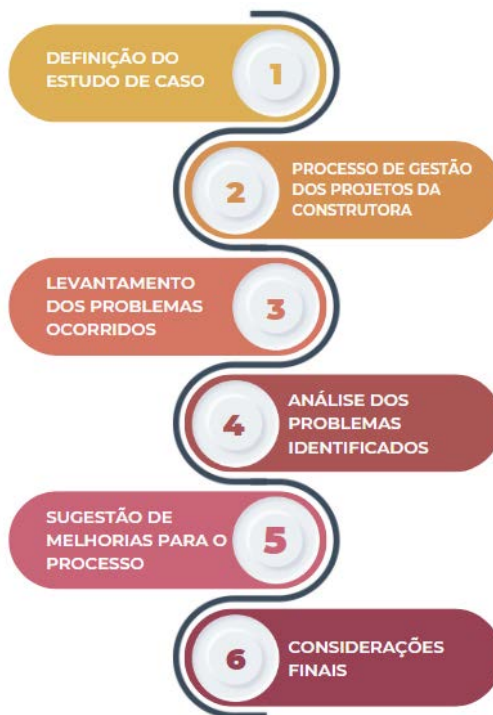 DEFINIÇÃO DO
ESTUDO DE CASO
1
2
PROCESSO DE GESTÃO
DOS PROJETOS DA
CONSTRUTORA
LEVANTAMENTO
DOS PROBLEMAS
OCORRIDOS
3
4
ANÁLISE DOS
PROBLEMAS
IDENTIFICADOS
SUGESTÃO DE
MELHORIAS PARA O
PROCESSO
5
6
CONSIDERAÇÕES
FINAIS